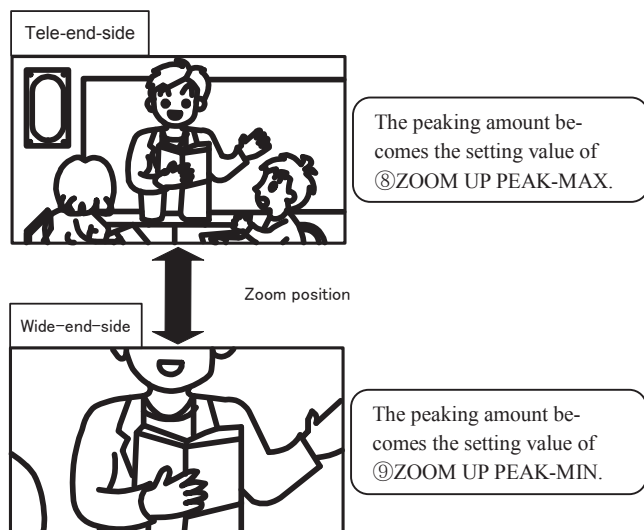 Tele-end-side
The peaking amount be-
comes the setting value of
⑧ZOOM UP PEAK-MAX.
Zoom position
Wide-end-side
The peaking amount be-
comes the setting value of
⑨ZOOM UP PEAK-MIN.